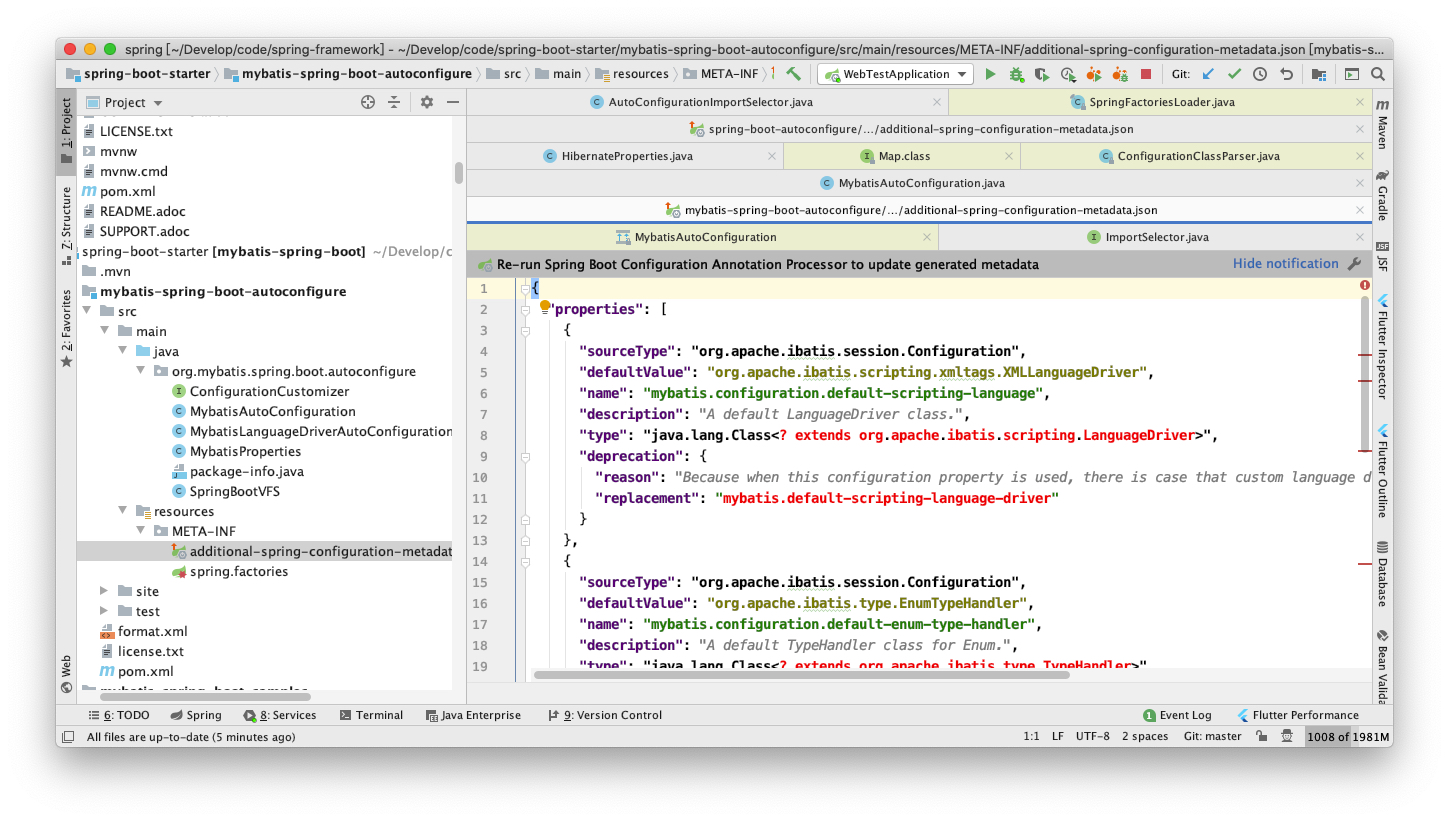 spring [~/Develop/code/spring-framework] - ~/Develop/code/spring-boot-starter/mybatis-spring-boot-autoconfigure/src/main/resources/META-INF/additional-spring-configuration-metadata.json [mybatis-s...
spring-boot-starter mybatis-spring-boot-autoconfigure src main resources META-INF WebTestApplication Git:
1: Project
Z: Structure
2: Favorites
Web
Project
LICENSE.txt
mvnw
mvnw.cmd
pom.xml
README.adoc
SUPPORT.adoc
spring-boot-starter [mybatis-spring-boot] ~/Develop/c
.mvn
mybatis-spring-boot-autoconfigure
src
main
java
org.mybatis.spring.boot.autoconfigure
ConfigurationCustomizer
MybatisAutoConfiguration
MybatisLanguageDriverAutoConfiguration
MybatisProperties
package-info.java
SpringBootVFS
resources
META-INF
additional-spring-configuration-metadat
spring.factories
site
test
format.xml
license.txt
pom.xml
AutoConfigurationImportSelector.java SpringFactoriesLoader.java
spring-boot-autoconfigure/.../additional-spring-configuration-metadata.json
HibernateProperties.java Map.class ConfigurationClassParser.java
MybatisAutoConfiguration.java
mybatis-spring-boot-autoconfigure/.../additional-spring-configuration-metadata.json
MybatisAutoConfiguration ImportSelector.java
Re-run Spring Boot Configuration Annotation Processor to update generated metadata Hide notification
1 {
2 "properties": [
3 {
4 "sourceType": "org.apache.ibatis.session.Configuration",
5 "defaultValue": "org.apache.ibatis.scripting.xmltags.XMLLanguageDriver",
6 "name": "mybatis.configuration.default-scripting-language",
7 "description": "A default LanguageDriver class.",
8 "type": "java.lang.Class<? extends org.apache.ibatis.scripting.LanguageDriver>",
9 "deprecation": {
10 "reason": "Because when this configuration property is used, there is case that custom language d
11 "replacement": "mybatis.default-scripting-language-driver"
12 }
13 },
14 {
15 "sourceType": "org.apache.ibatis.session.Configuration",
16 "defaultValue": "org.apache.ibatis.type.EnumTypeHandler",
17 "name": "mybatis.configuration.default-enum-type-handler",
18 "description": "A default TypeHandler class for Enum.",
19 "type": "java.lang.Class<? extends org.apache.ibatis.type.TypeHandler>"
Maven
Gradle
JSF
Flutter Inspector
Flutter Outline
Database
Bean Valida
6: TODO Spring 8: Services Terminal Java Enterprise 9: Version Control 1 Event Log Flutter Performance
All files are up-to-date (5 minutes ago) 1:1 LF UTF-8 2 spaces Git: master 1008 of 1981M